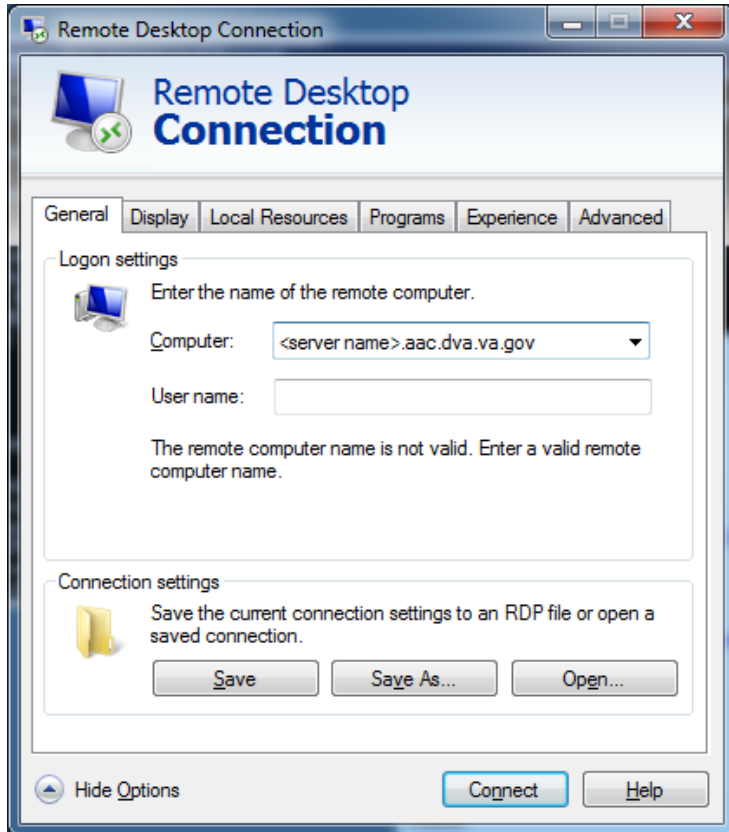 Remote Desktop Connection
Remote Desktop
Connection
General Display Local Resources Programs Experience Advanced
Logon settings
Enter the name of the remote computer.
Computer: <server name>.aac.dva.va.gov
User name:
The remote computer name is not valid. Enter a valid remote
computer name.
Connection settings
Save the current connection settings to an RDP file or open a
saved connection.
Save Save As... Open...
Hide Options Connect Help